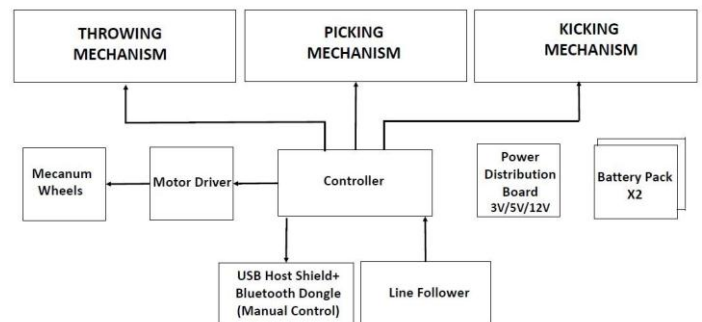 THROWING
MECHANISM
PICKING
MECHANISM
KICKING
MECHANISM
Mecanum
Wheels
Motor Driver
Controller
Power
Distribution
Board
3V/5V/12V
Battery Pack
X2
USB Host Shield+
Bluetooth Dongle
(Manual Control)
Line Follower